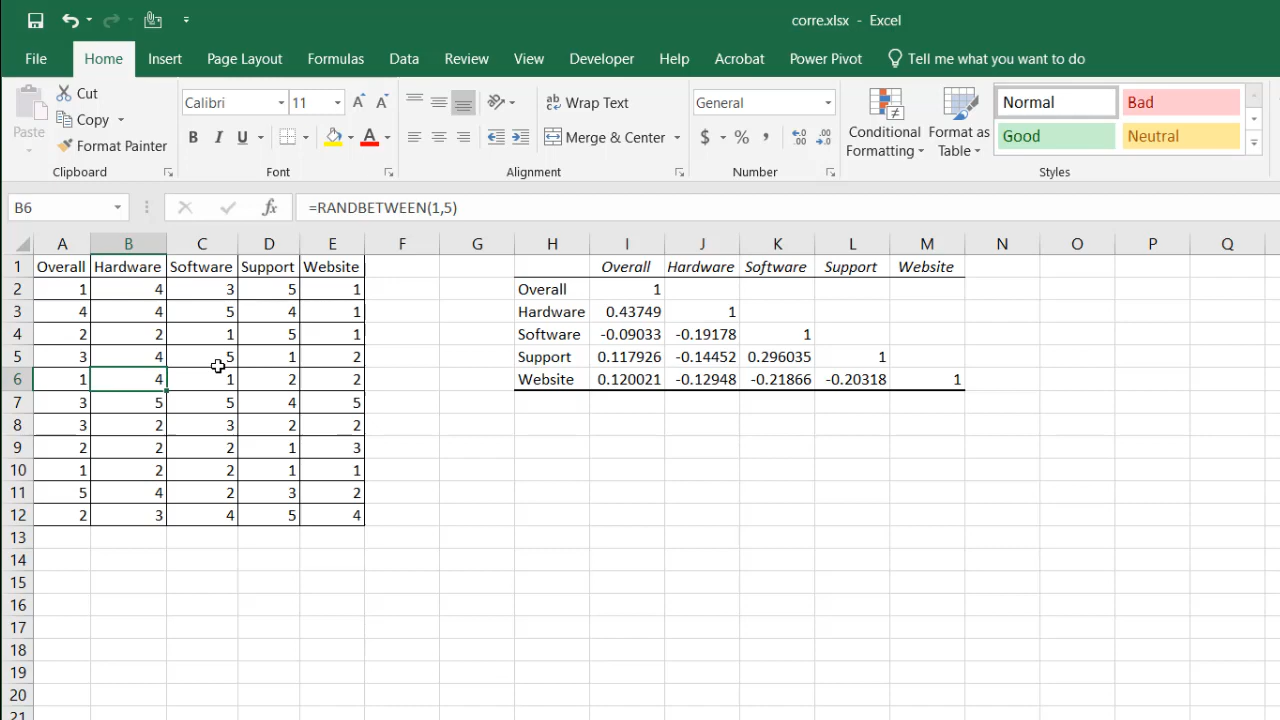 corre.xlsx - Excel
File Home Insert Page Layout Formulas Data Review View Developer Help Acrobat Power Pivot Tell me what you want to do
Paste
Cut
Copy
Format Painter
Clipboard
Calibri 11
B I U A
Font
Wrap Text
Merge & Center
Alignment
General
$ % ,
Number
Conditional Formatting
Format as Table
Normal Bad
Good Neutral
Styles
B6 fx =RANDBETWEEN(1,5)
A B C D E F G H I J K L M N O P Q
1 Overall Hardware Software Support Website Overall Hardware Software Support Website
2 1 4 3 5 1 Overall 1
3 4 4 5 4 1 Hardware 0.43749 1
4 2 2 1 5 1 Software -0.09033 -0.19178 1
5 3 4 5 1 2 Support 0.117926 -0.14452 0.296035 1
6 1 4 1 2 2 Website 0.120021 -0.12948 -0.21866 -0.20318 1
7 3 5 5 4 5
8 3 2 3 2 2
9 2 2 2 1 3
10 1 2 2 1 1
11 5 4 2 3 2
12 2 3 4 5 4
13
14
15
16
17
18
19
20
21